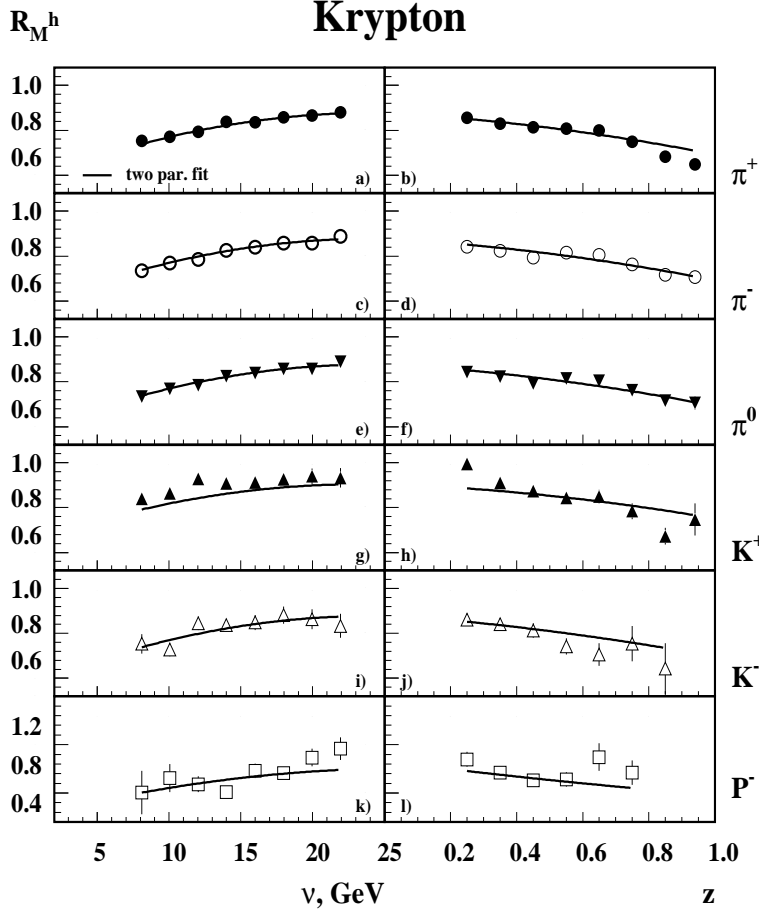 R_M^h Krypton
1.0
0.8
0.6
two par. fit
a) b) π+
1.0
0.8
0.6
c) d) π-
1.0
0.8
0.6
e) f) π0
1.0
0.8
0.6
g) h) K+
1.0
0.8
0.6
i) j) K-
1.2
0.4
k) l) P-
5 10 15 20 25 0.2 0.4 0.6 0.8 1.0
ν, GeV z